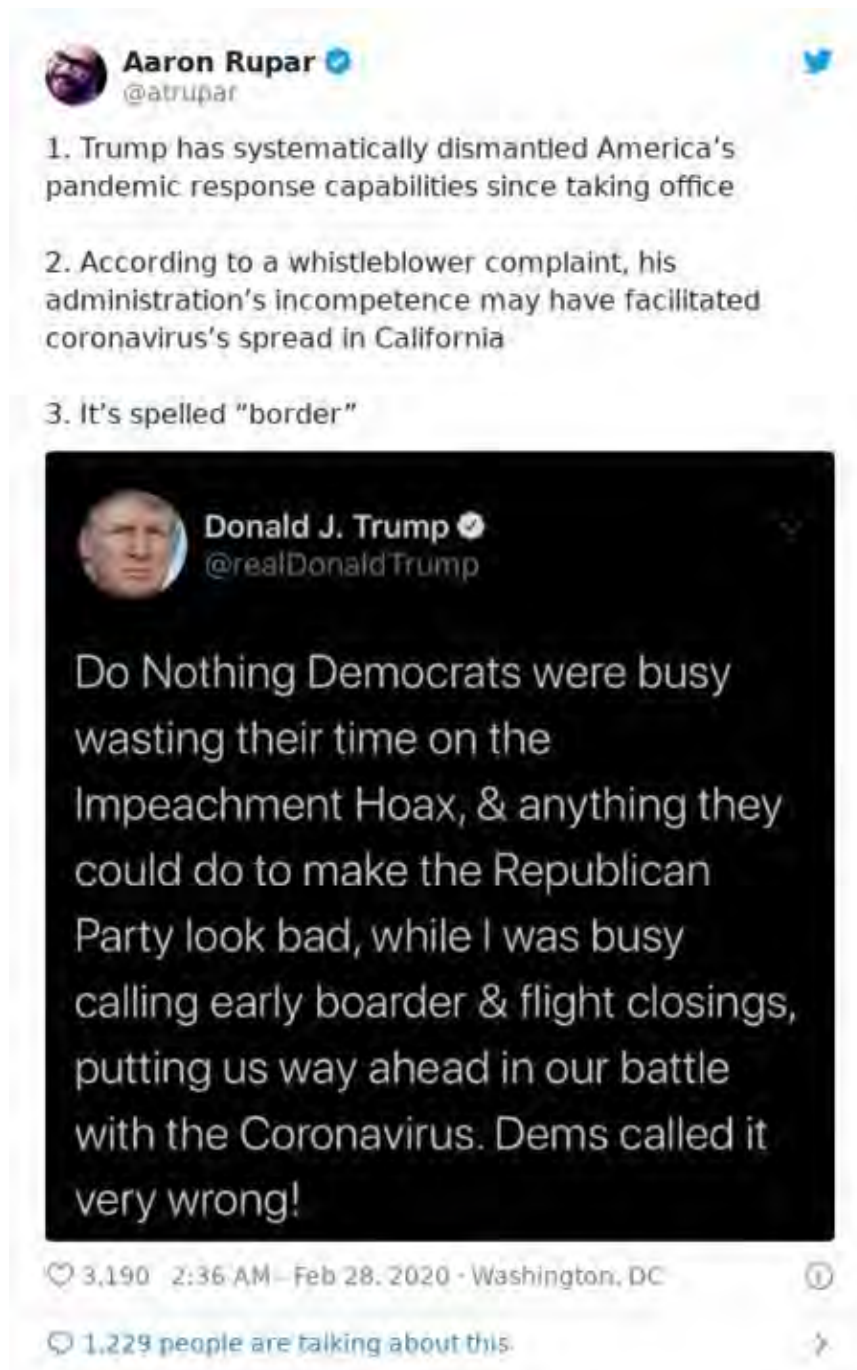 Aaron Rupar
@atrupar
1. Trump has systematically dismantled America’s
pandemic response capabilities since taking office
2. According to a whistleblower complaint, his
administration’s incompetence may have facilitated
coronavirus’s spread in California
3. It’s spelled “border”
Donald J. Trump
@realDonaldTrump
Do Nothing Democrats were busy
wasting their time on the
Impeachment Hoax, & anything they
could do to make the Republican
Party look bad, while I was busy
calling early boarder & flight closings,
putting us way ahead in our battle
with the Coronavirus. Dems called it
very wrong!
3,190 2:36 AM - Feb 28, 2020 · Washington, DC
1,229 people are talking about this